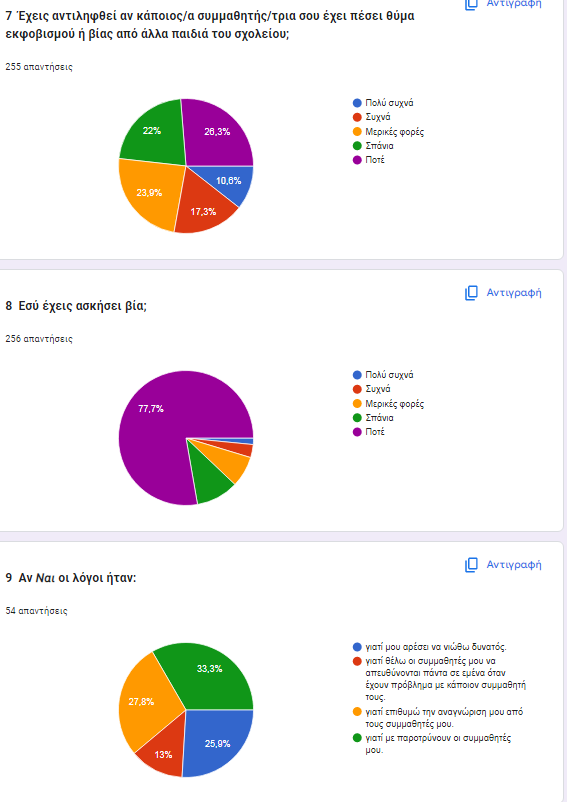 Αντιγραφή
7 Έχεις αντιληφθεί αν κάποιος/α συμμαθητής/τρια σου έχει πέσει θύμα
εκφοβισμού ή βίας από άλλα παιδιά του σχολείου;
255 απαντήσεις
Πολύ συχνά
Συχνά
Μερικές φορές
Σπάνια
Ποτέ
22%
26,3%
10,6%
23,9%
17,3%
Αντιγραφή
8 Εσύ έχεις ασκήσει βία;
256 απαντήσεις
Πολύ συχνά
Συχνά
Μερικές φορές
Σπάνια
Ποτέ
77,7%
Αντιγραφή
9 Αν Ναι οι λόγοι ήταν:
54 απαντήσεις
γιατί μου αρέσει να νιώθω δυνατός.
γιατί θέλω οι συμμαθητές μου να
απευθύνονται πάντα σε εμένα όταν
έχουν πρόβλημα με κάποιον συμμαθητή
τους.
γιατί επιθυμώ την αναγνώριση μου από
τους συμμαθητές μου.
γιατί με παροτρύνουν οι συμμαθητές
μου.
33,3%
27,8%
25,9%
13%